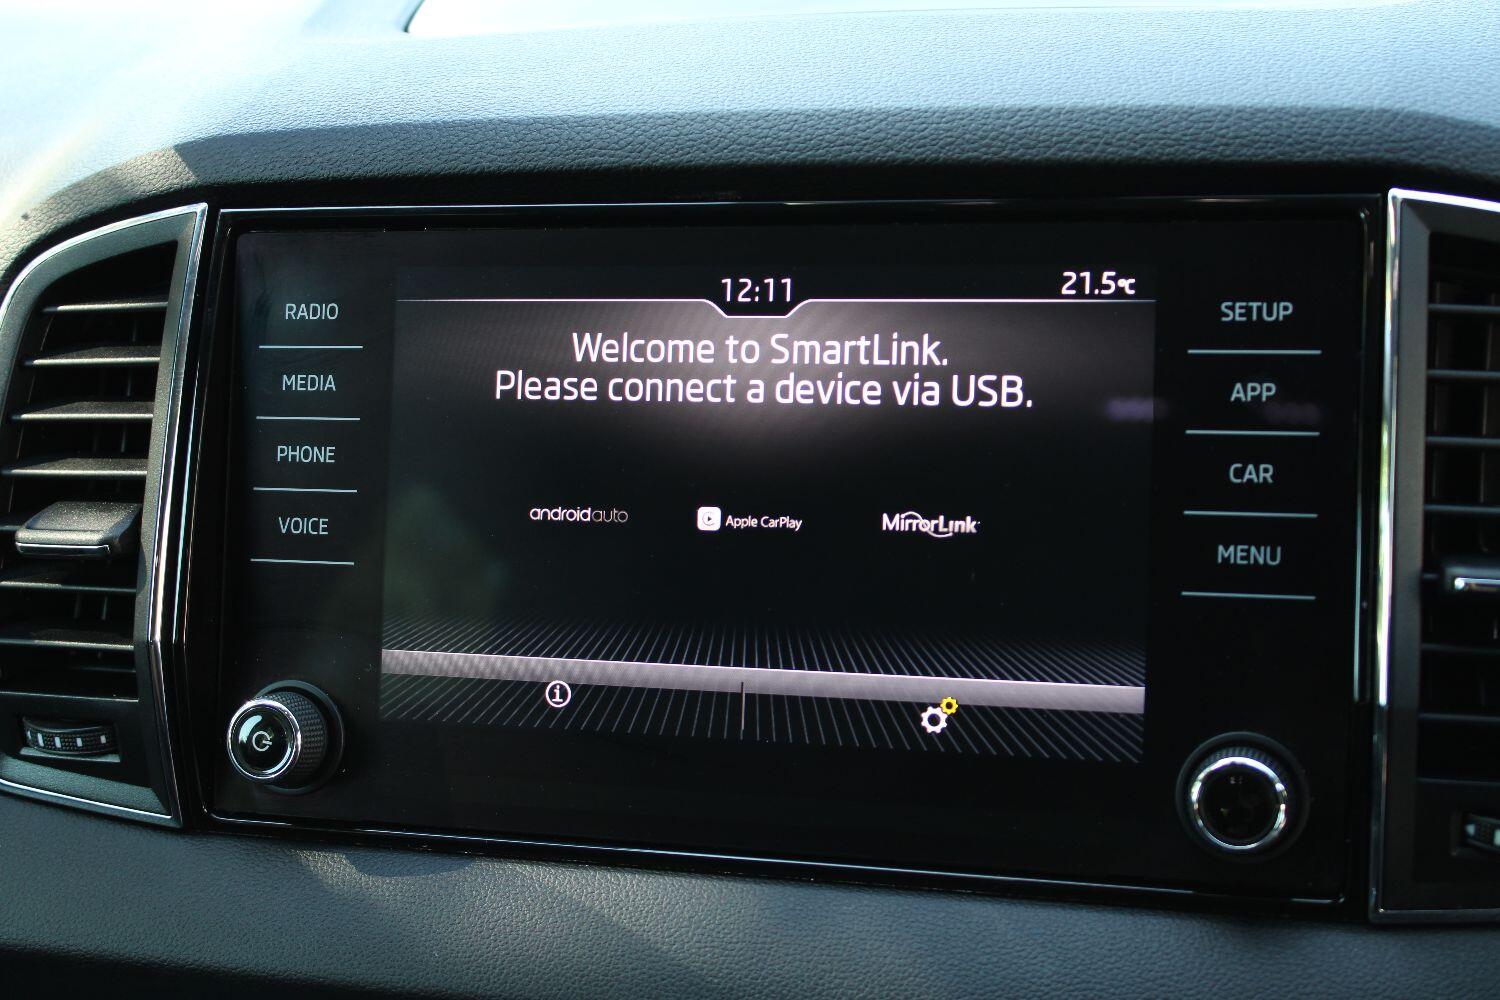 12:11
21.5°C
Welcome to SmartLink.
Please connect a device via USB.
androidauto
Apple CarPlay
MirrorLink
RADIO
MEDIA
PHONE
VOICE
SETUP
APP
CAR
MENU